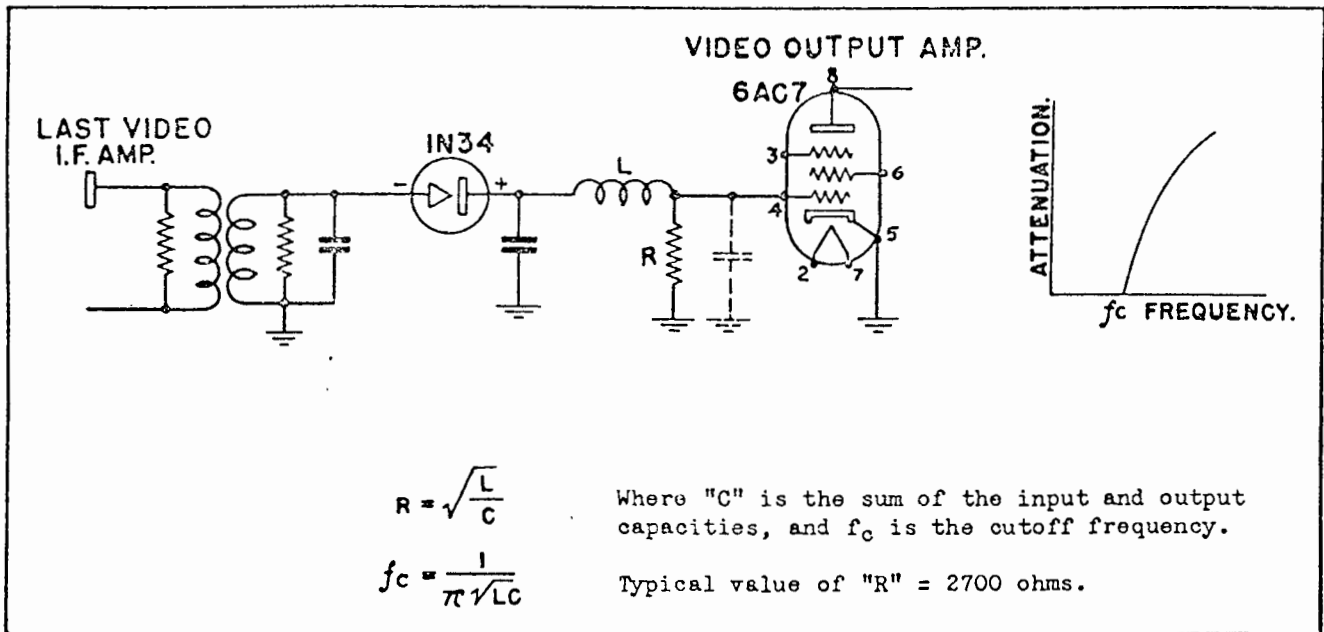 VIDEO OUTPUT AMP.
6AC7
8
LAST VIDEO
I.F. AMP.
IN34
-
+
L
R
3
4
6
5
2
7
ATTENUATION.
fc FREQUENCY.
R = √L/C
Where "C" is the sum of the input and output
capacities, and fc is the cutoff frequency.
fc = 1/π√LC
Typical value of "R" = 2700 ohms.